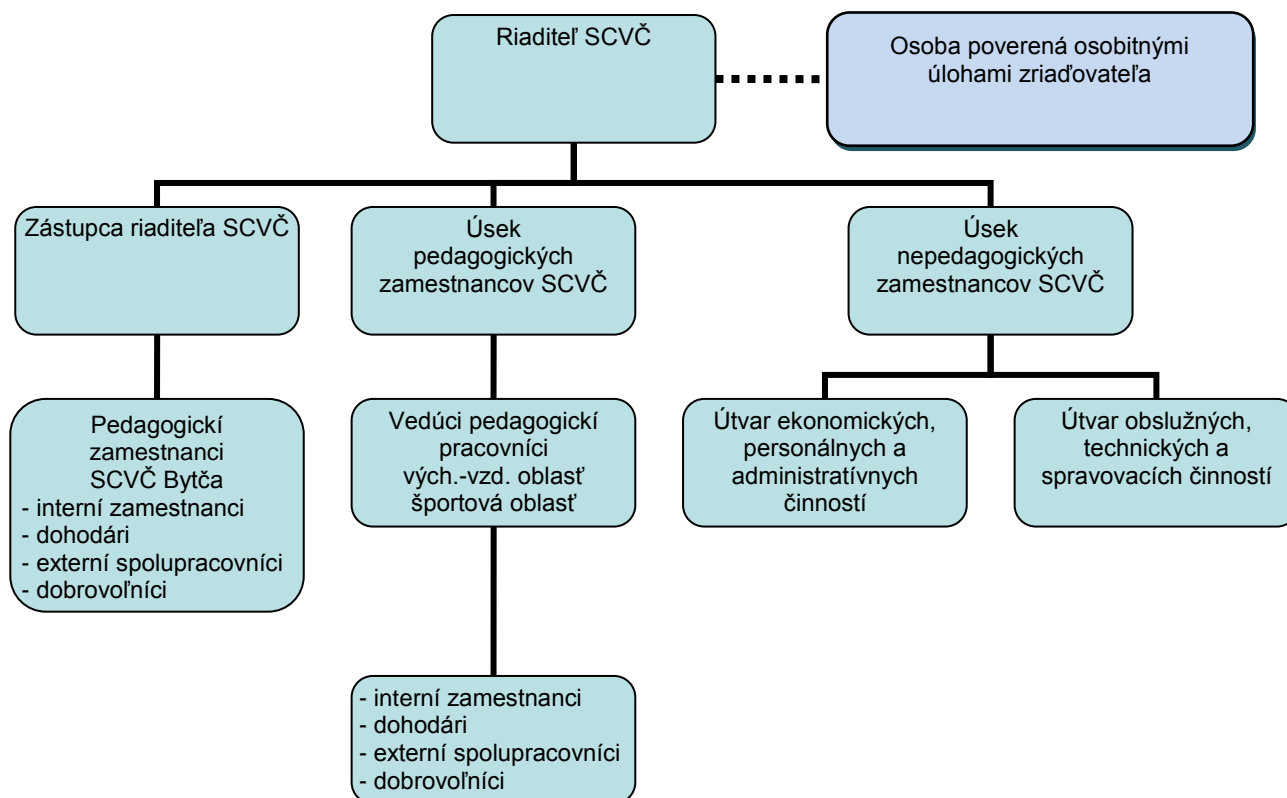 Riaditeľ SCVČ
Osoba poverená osobitnými
úlohami zriaďovateľa
Zástupca riaditeľa SCVČ
Úsek
pedagogických
zamestnancov SCVČ
Úsek
nepedagogických
zamestnancov SCVČ
Pedagogickí
zamestnanci
SCVČ Bytča
- interní zamestnanci
- dohodári
- externí spolupracovníci
- dobrovoľníci
Vedúci pedagogickí
pracovníci
vých.-vzd. oblasť
športová oblasť
Útvar ekonomických,
personálnych a
administratívnych
činností
Útvar obslužných,
technických a
spravovacích činností
- interní zamestnanci
- dohodári
- externí spolupracovníci
- dobrovoľníci